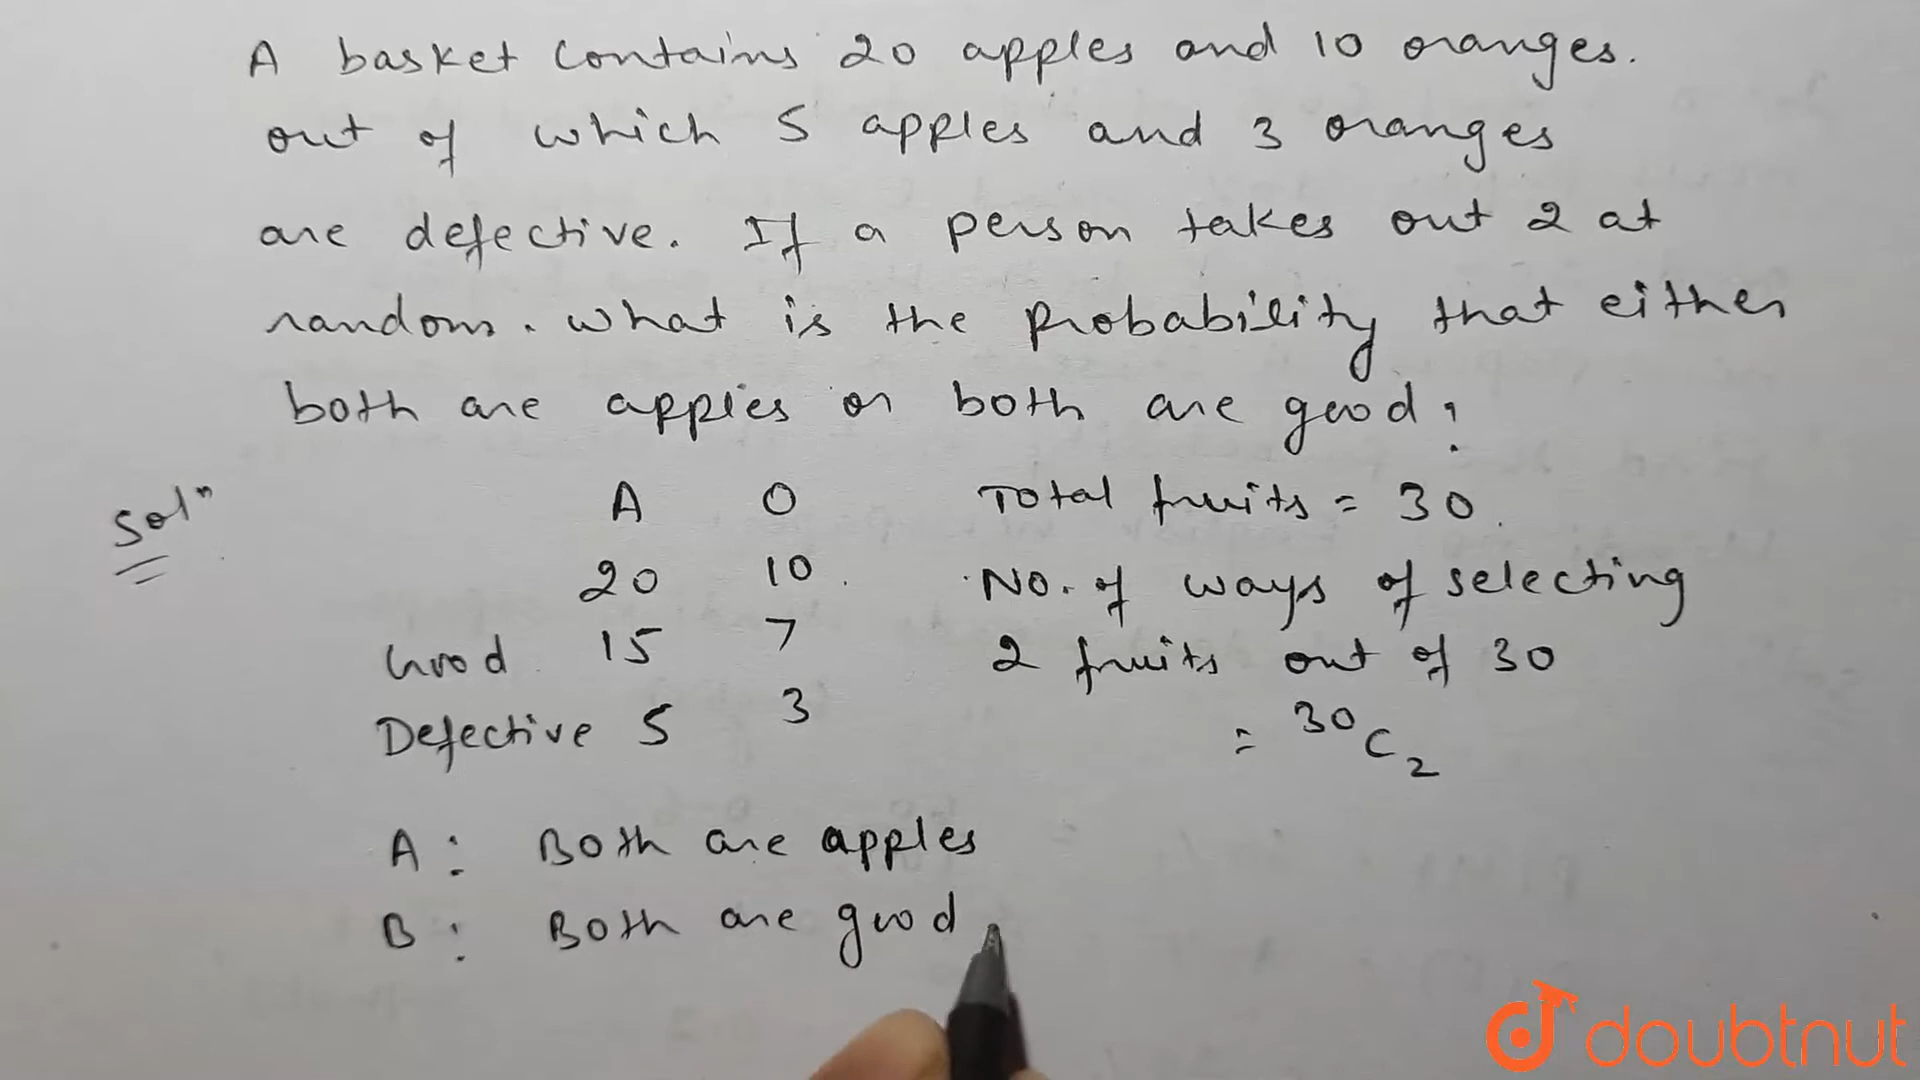 A basket contains 20 apples and 10 oranges.
out of which 5 apples and 3 oranges
are defective. If a person takes out 2 at
random. what is the probability that either
both are apples or both are good?
Solⁿ
A O
20 10
Good 15 7
Defective 5 3
Total fruits = 30.
No. of ways of selecting
2 fruits out of 30
= ³⁰C₂
A: Both are apples
B: Both are good
doubtnut